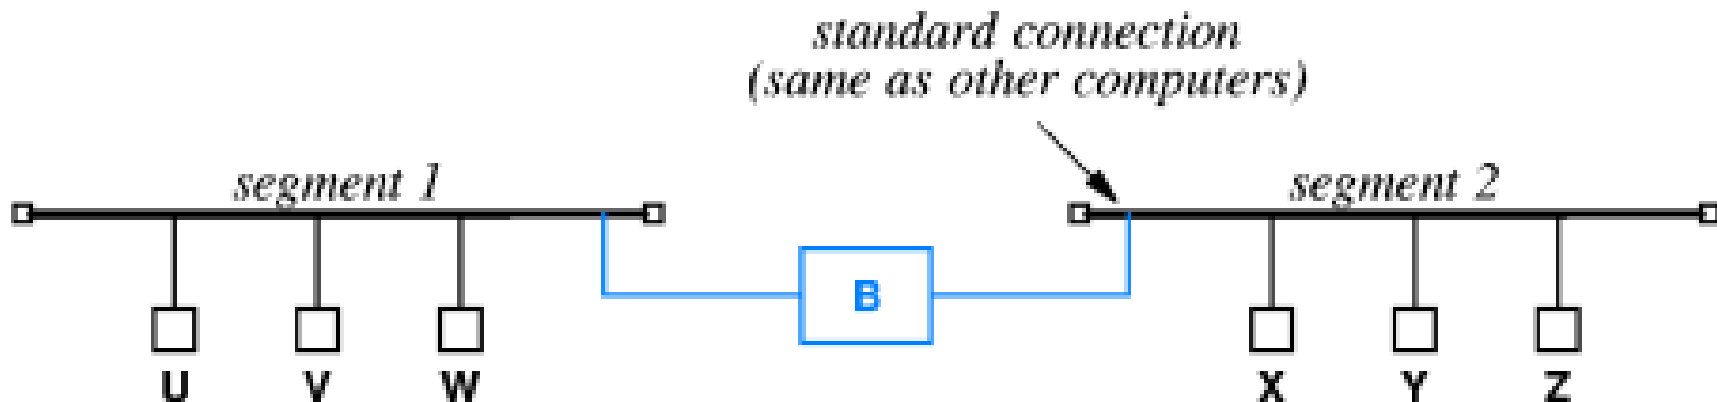 standard connection
(same as other computers)
segment 1
segment 2
B
U V W
X Y Z